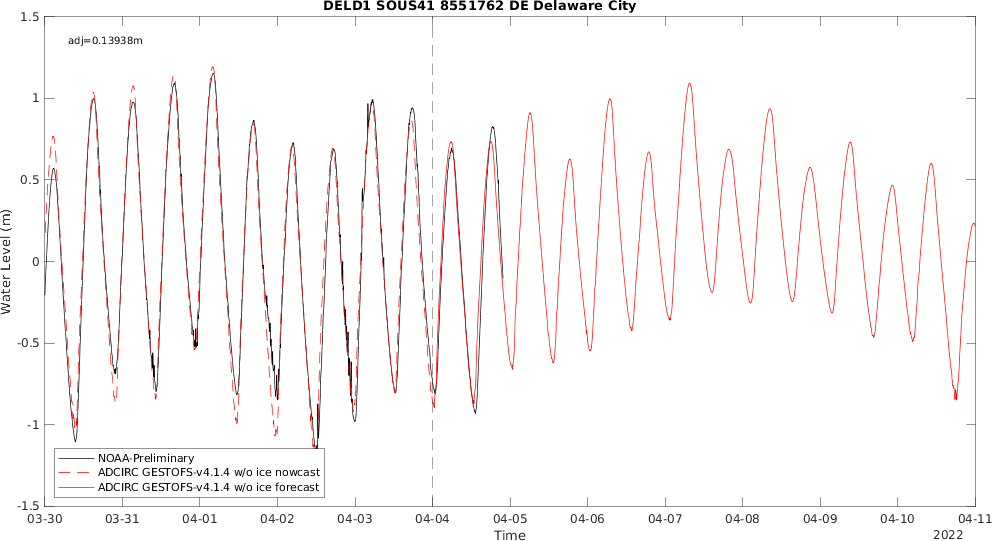 DELD1 SOUS41 8551762 DE Delaware City
adj=0.13938m
1.5
1
0.5
0
-0.5
-1
-1.5
Water Level (m)
NOAA-Preliminary
ADCIRC GESTOFS-v4.1.4 w/o ice nowcast
ADCIRC GESTOFS-v4.1.4 w/o ice forecast
03-30 03-31 04-01 04-02 04-03 04-04 04-05 04-06 04-07 04-08 04-09 04-10 04-11
Time
2022